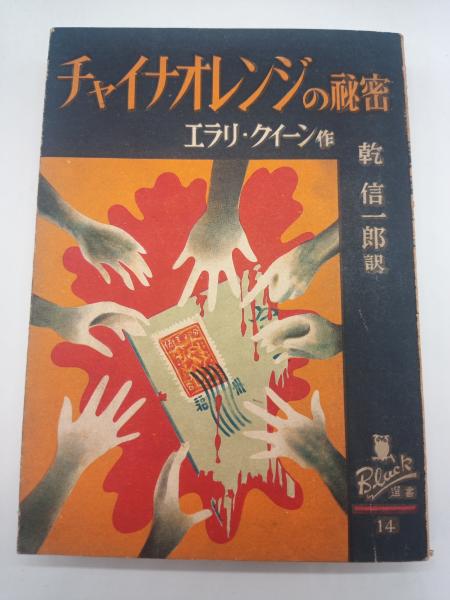 チャイナオレンジの秘密
エラリ・クイーン作
乾 信一郎 訳
Black
選書
14